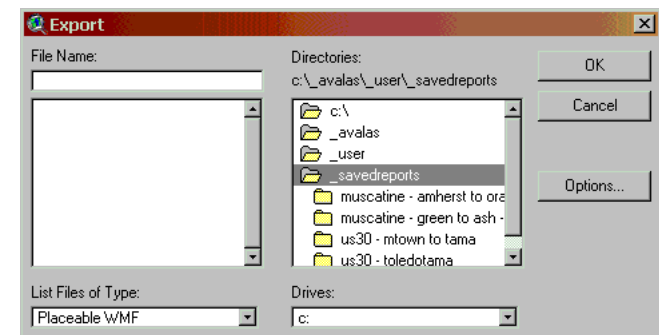 Export
File Name:
Directories:
c:\_avalas\_user\_savedreports
OK
Cancel
Options...
c:\
_avalas
_user
_savedreports
muscatine - amherst to ora
muscatine - green to ash -
us30 - mtown to tama
us30 - toledotama
List Files of Type:
Placeable WMF
Drives:
c: